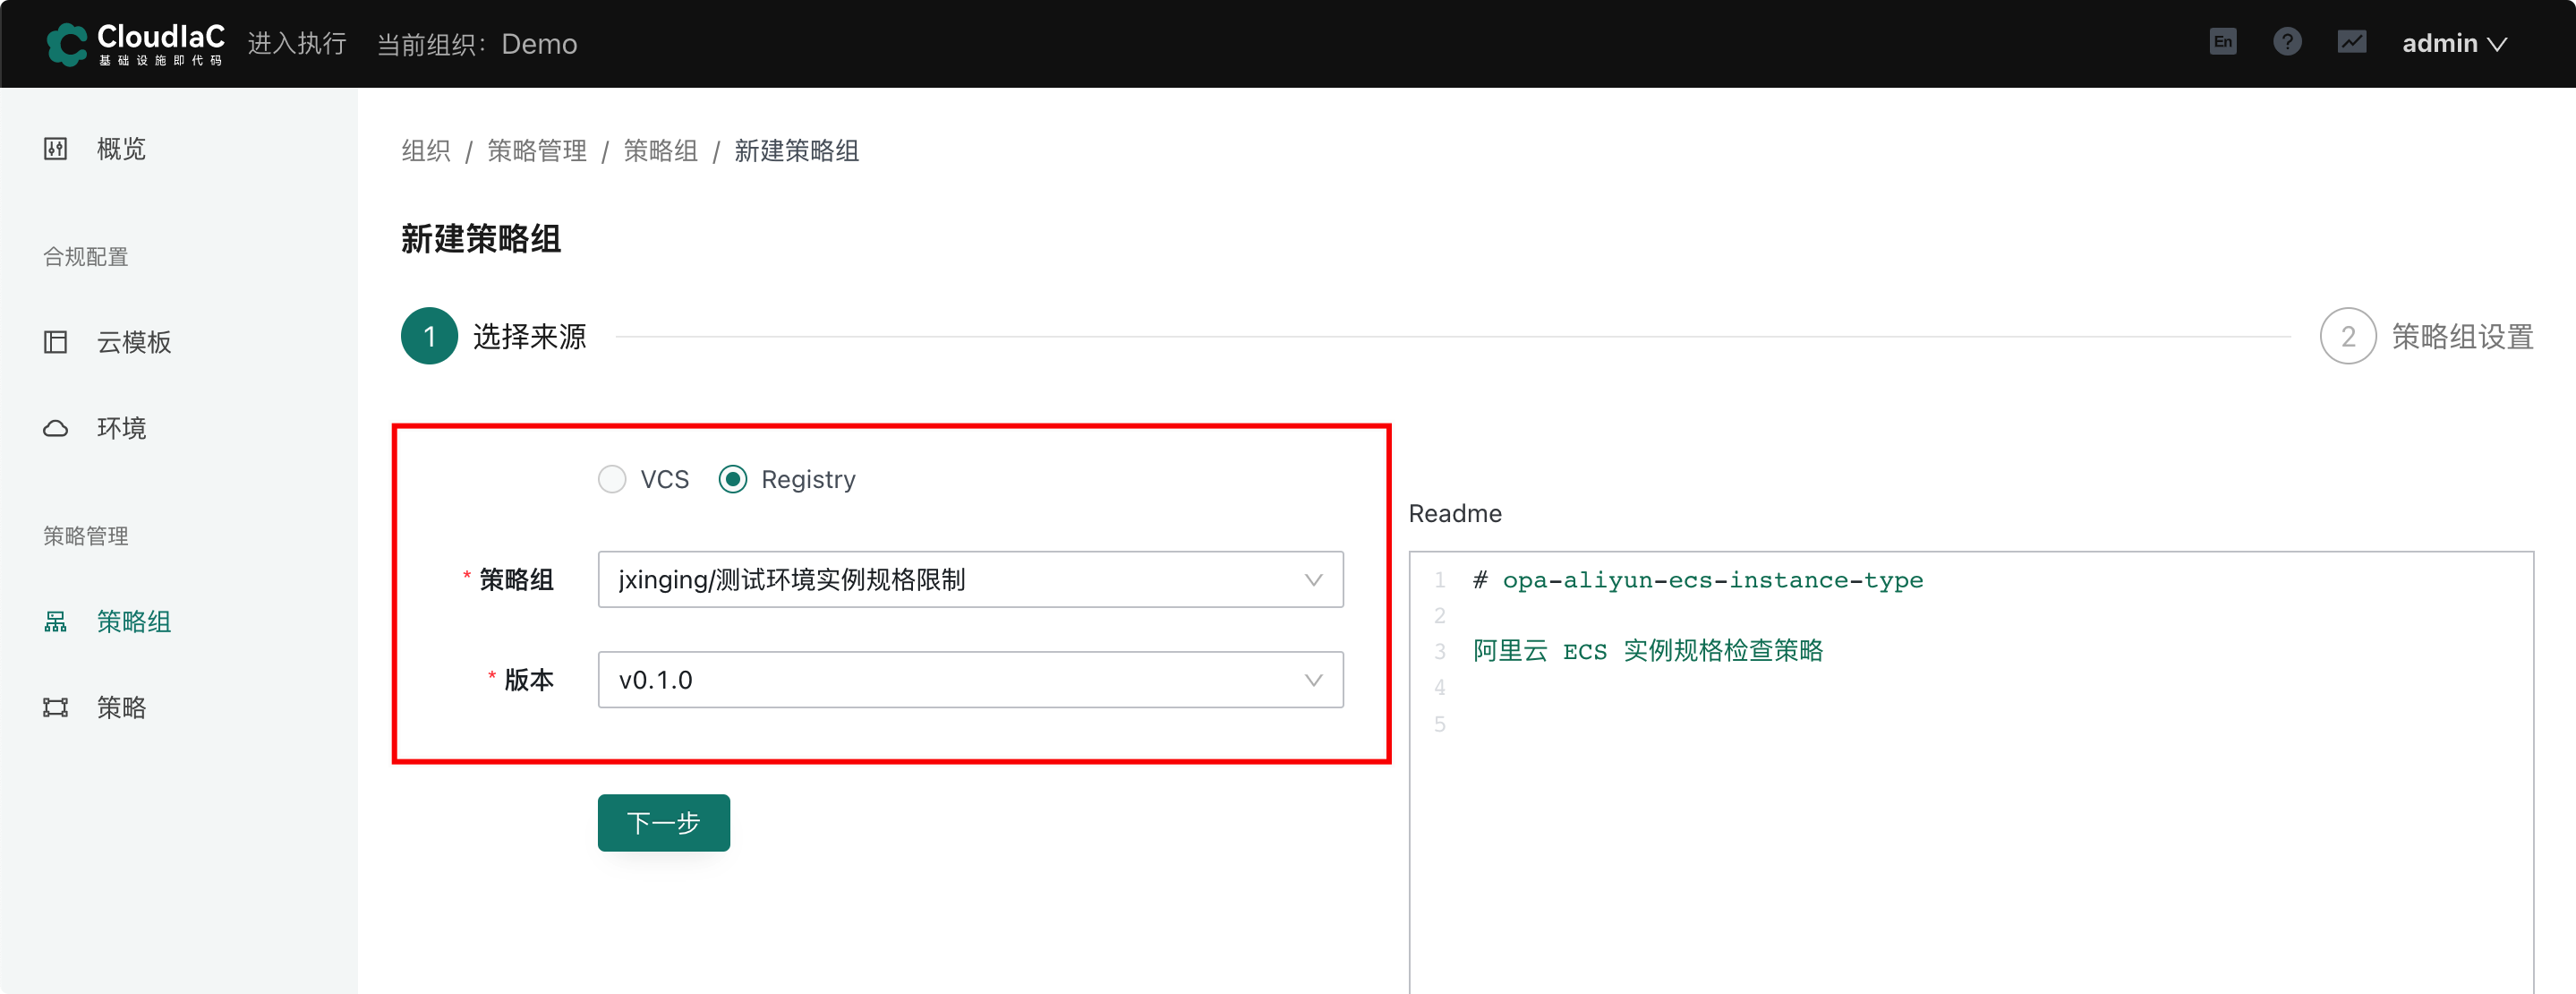 CloudIaC
基础设施即代码
进入执行
当前组织：Demo
En
?
admin
概览
合规配置
云模板
环境
策略管理
策略组
策略
组织 / 策略管理 / 策略组 / 新建策略组
新建策略组
1 选择来源
2 策略组设置
VCS
Registry
* 策略组
jxinging/测试环境实例规格限制
* 版本
v0.1.0
下一步
Readme
1 # opa-aliyun-ecs-instance-type
2
3 阿里云 ECS 实例规格检查策略
4
5